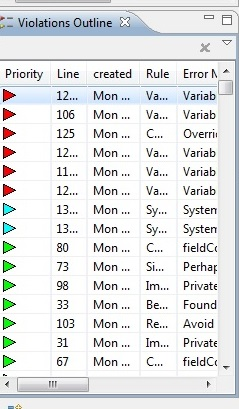 Violations Outline
Priority Line created Rule Error M
12... Mon ... Va... Variab
106 Mon ... Va... Variab
125 Mon ... C... Overri
12... Mon ... Va... Variab
11... Mon ... Va... Variab
12... Mon ... Va... Variab
13... Mon ... Sy... System
13... Mon ... Sy... System
80 Mon ... C... fieldCo
73 Mon ... Si... Perhap
98 Mon ... Im... Private
33 Mon ... Be... Found
103 Mon ... Re... Avoid
31 Mon ... Im... Private
67 Mon ... C... fieldCo